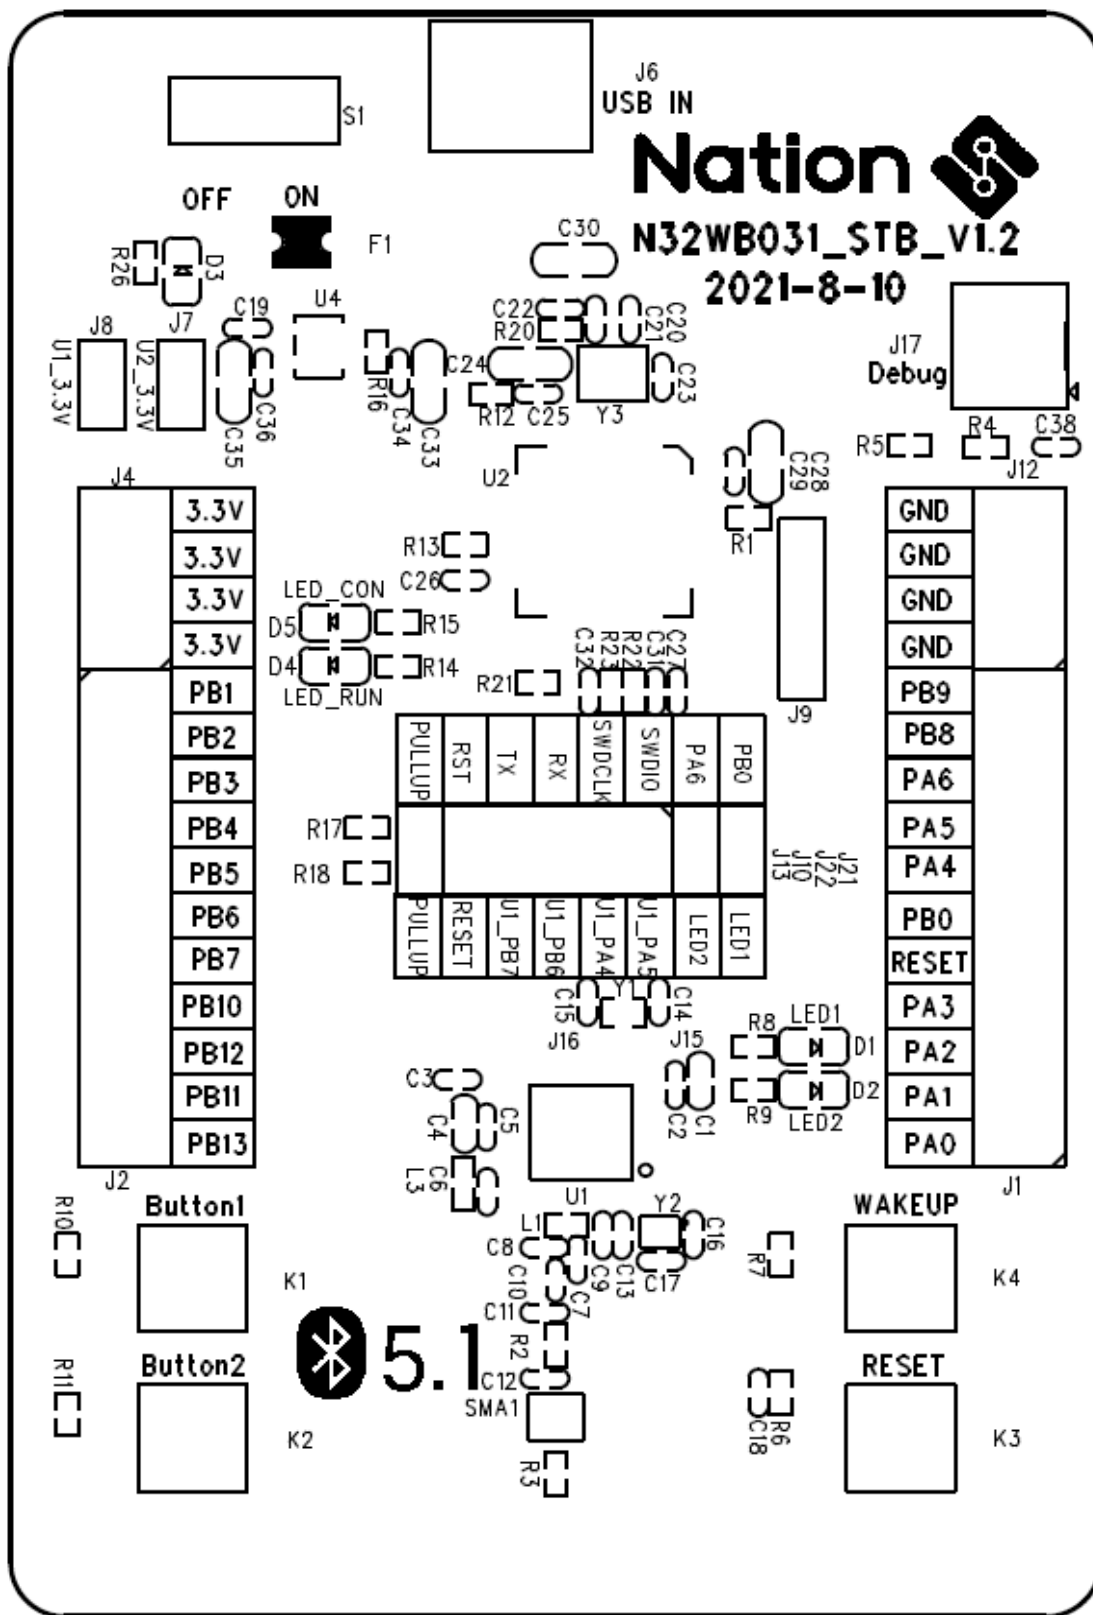 J6
USB IN
S1
Nation
OFF
ON
F1
C30
N32WB031_STB_V1.2
2021-8-10
R26
D3
C22
R20
C21
C20
J8
J7
C19
U4
U1_3.3V
U2_3.3V
C36
C35
R16
C34
C33
C24
R12
C25
Y3
C23
J17
Debug
R5
R4
C38
J4
U2
C29
C28
J12
R1
3.3V
3.3V
3.3V
3.3V
GND
GND
GND
GND
R13
C26
LED_CON
D5
R15
D4
R14
LED_RUN
R21
C32
R23
R22
C31
C27
J9
PB1
PB2
PB3
PB4
PB5
PB6
PB7
PB10
PB12
PB11
PB13
PB9
PB8
PA6
PA5
PA4
PB0
RESET
PA3
PA2
PA1
PA0
PULLUP
RST
TX
RX
SWDCLK
SWDIO
PA6
PB0
R17
R18
J13
J10
J22
J21
PULLUP
RESET
U1_PB7
U1_PB6
U1_PA4
U1_PA5
LED2
LED1
C15
Y1
C14
J16
J15
R8
LED1
D1
R9
LED2
D2
C3
C4
C5
C2
C1
L3
C6
U1
J2
J1
R10
Button1
K1
L1
C8
C10
C7
C9
C13
Y2
C16
C17
WAKEUP
R7
K4
C11
5.1
R2
C12
SMA1
R3
R11
Button2
K2
RESET
C18
R6
K3